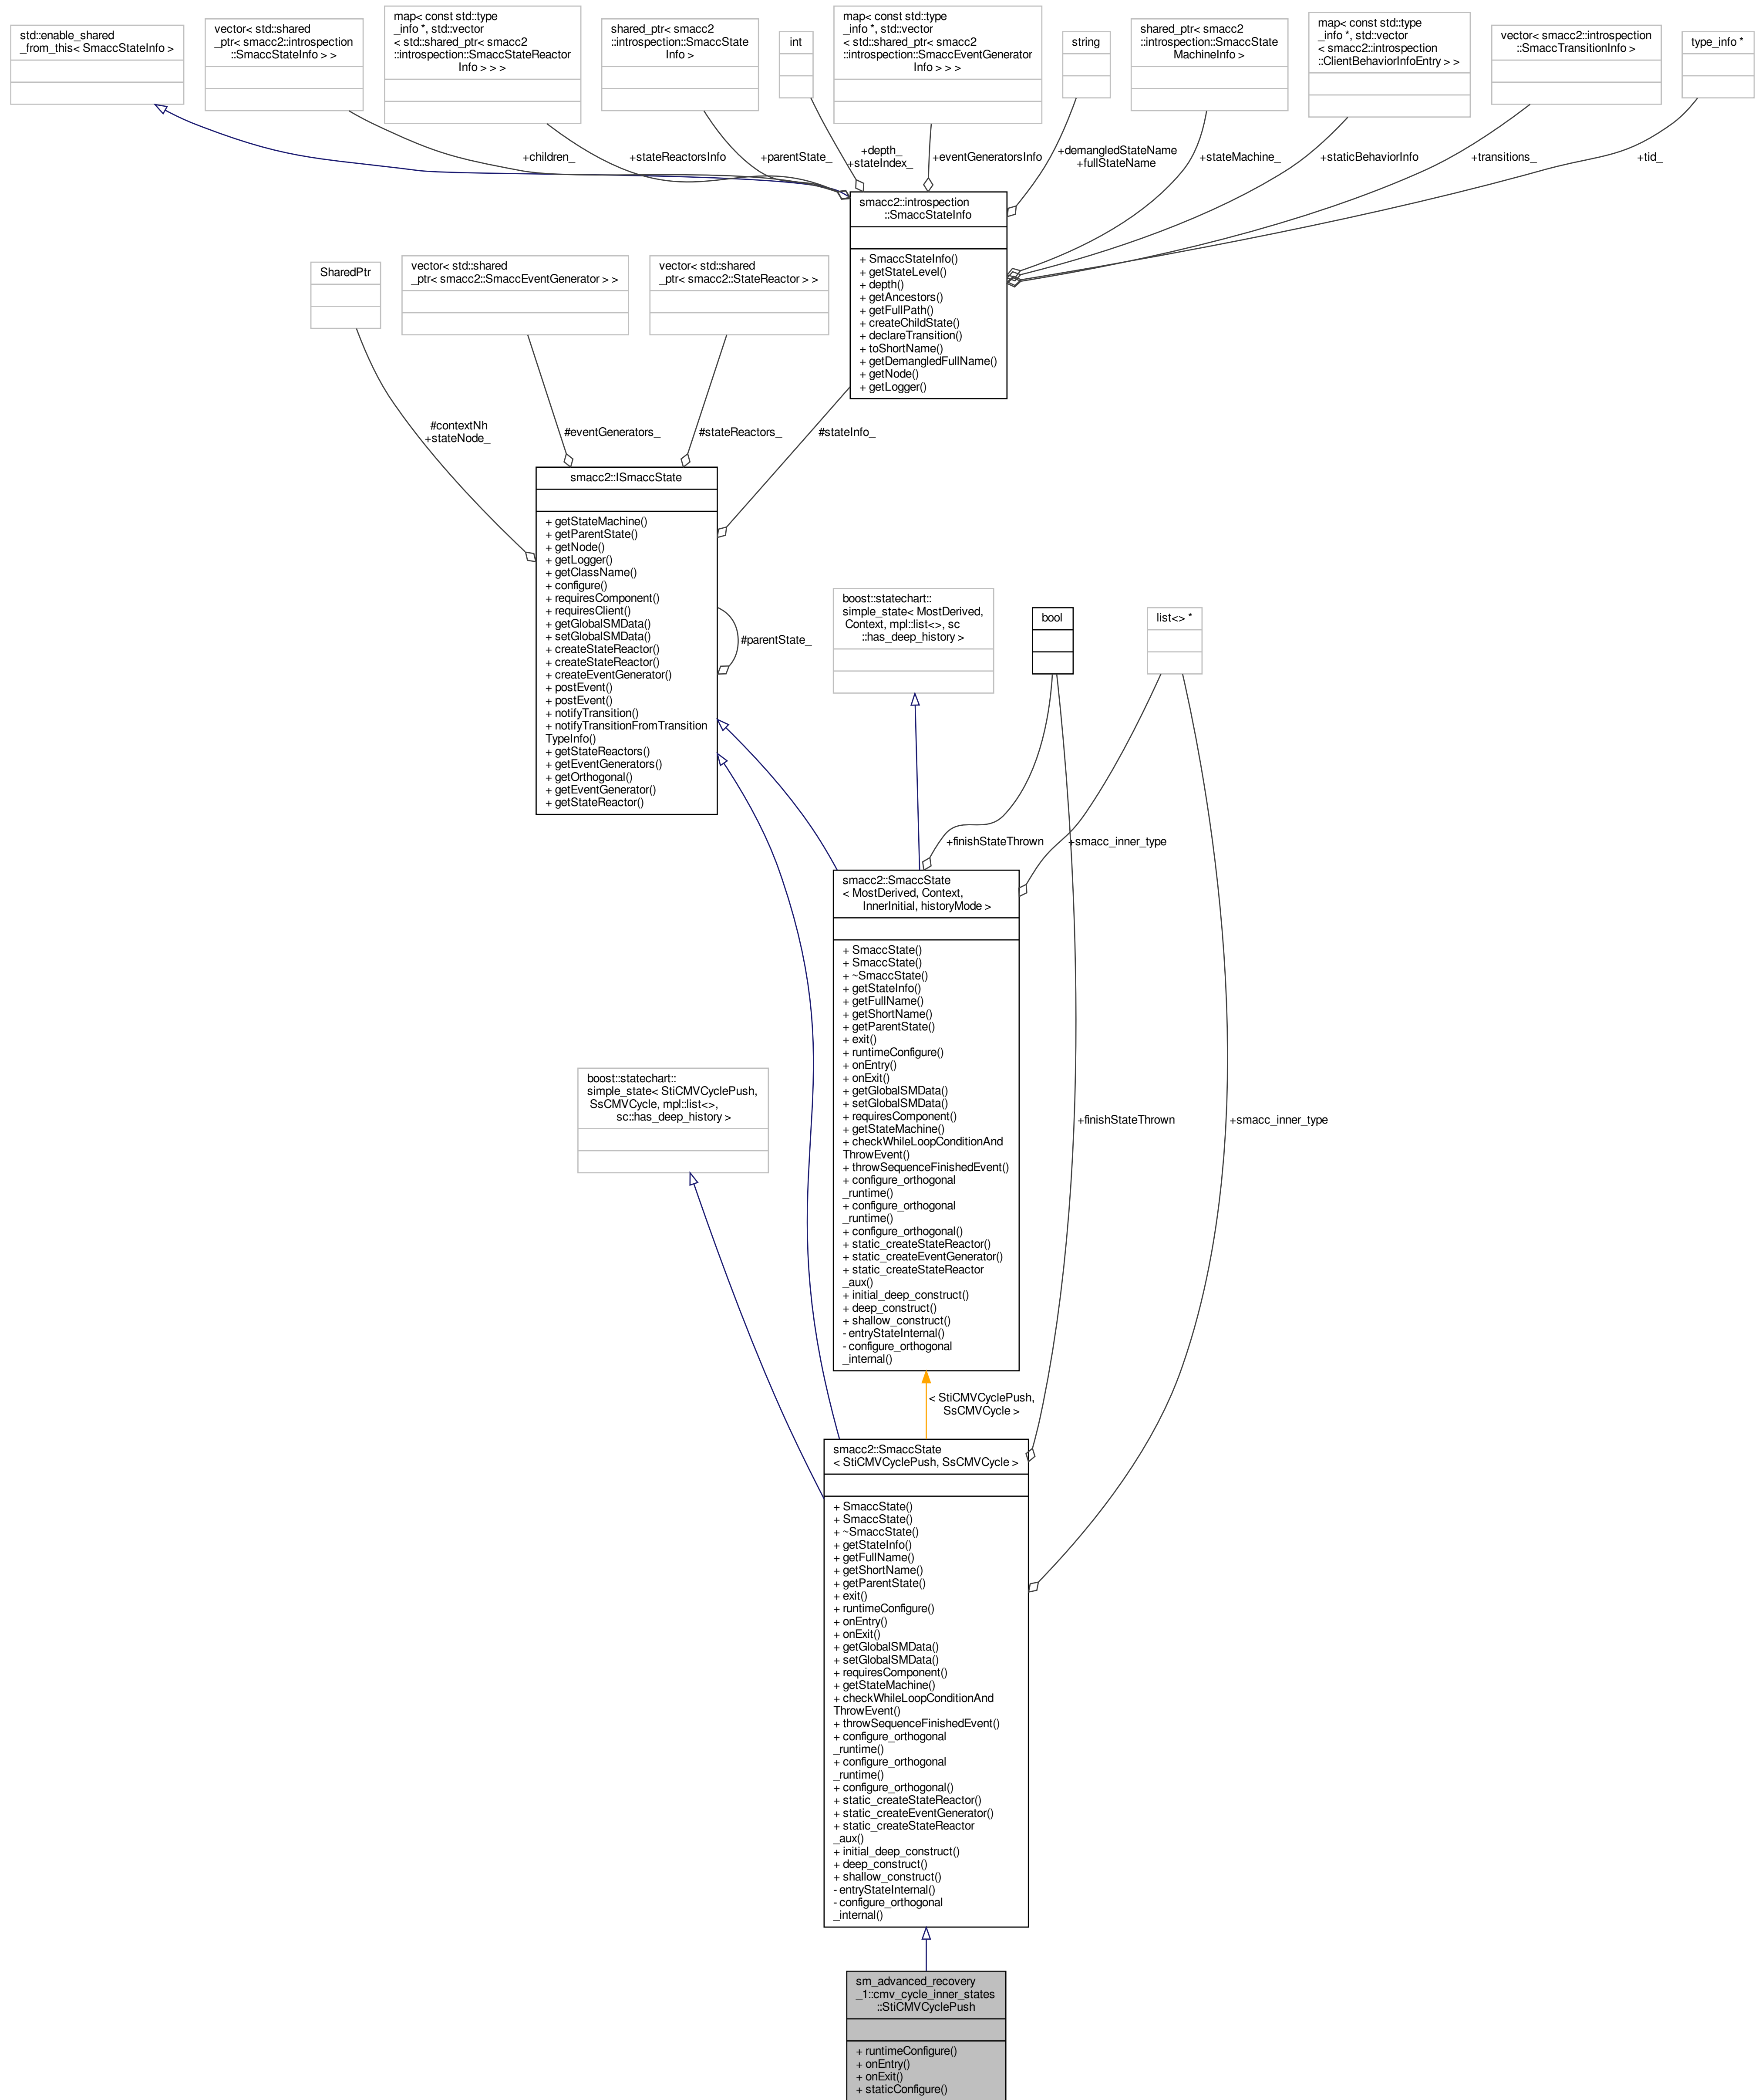 std::enable_shared
_from_this< SmaccStateInfo >
vector< std::shared
_ptr< smacc2::introspection
::SmaccStateInfo > >
map< const std::type
_info *, std::vector
< std::shared_ptr< smacc2
::introspection::SmaccStateReactor
Info > > >
shared_ptr< smacc2
::introspection::SmaccState
Info >
int
map< const std::type
_info *, std::vector
< std::shared_ptr< smacc2
::introspection::SmaccEventGenerator
Info > > >
string
shared_ptr< smacc2
::introspection::SmaccState
MachineInfo >
map< const std::type
_info *, std::vector
< smacc2::introspection
::ClientBehaviorInfoEntry > >
vector< smacc2::introspection
::SmaccTransitionInfo >
type_info *
+children_
+stateReactorsInfo
+parentState_
+depth_
+stateIndex_
+eventGeneratorsInfo
+demangledStateName
+fullStateName
+stateMachine_
+staticBehaviorInfo
+transitions_
+tid_
smacc2::introspection
::SmaccStateInfo
+ SmaccStateInfo()
+ getStateLevel()
+ depth()
+ getAncestors()
+ getFullPath()
+ createChildState()
+ declareTransition()
+ toShortName()
+ getDemangledFullName()
+ getNode()
+ getLogger()
SharedPtr
vector< std::shared
_ptr< smacc2::SmaccEventGenerator > >
vector< std::shared
_ptr< smacc2::StateReactor > >
#contextNh
+stateNode_
#eventGenerators_
#stateReactors_
#stateInfo_
smacc2::ISmaccState
+ getStateMachine()
+ getParentState()
+ getNode()
+ getLogger()
+ getClassName()
+ configure()
+ requiresComponent()
+ requiresClient()
+ getGlobalSMData()
+ setGlobalSMData()
+ createStateReactor()
+ createStateReactor()
+ createEventGenerator()
+ postEvent()
+ postEvent()
+ notifyTransition()
+ notifyTransitionFromTransition
TypeInfo()
+ getStateReactors()
+ getEventGenerators()
+ getOrthogonal()
+ getEventGenerator()
+ getStateReactor()
#parentState_
boost::statechart::
simple_state< MostDerived,
Context, mpl::list<>, sc
::has_deep_history >
bool
list<> *
+finishStateThrown
+smacc_inner_type
smacc2::SmaccState
< MostDerived, Context,
InnerInitial, historyMode >
+ SmaccState()
+ SmaccState()
+ ~SmaccState()
+ getStateInfo()
+ getFullName()
+ getShortName()
+ getParentState()
+ exit()
+ runtimeConfigure()
+ onEntry()
+ onExit()
+ getGlobalSMData()
+ setGlobalSMData()
+ requiresComponent()
+ getStateMachine()
+ checkWhileLoopConditionAnd
ThrowEvent()
+ throwSequenceFinishedEvent()
+ configure_orthogonal
_runtime()
+ configure_orthogonal
_runtime()
+ configure_orthogonal()
+ static_createStateReactor()
+ static_createEventGenerator()
+ static_createStateReactor
_aux()
+ initial_deep_construct()
+ deep_construct()
+ shallow_construct()
- entryStateInternal()
- configure_orthogonal
_internal()
boost::statechart::
simple_state< StiCMVCyclePush,
SsCMVCycle, mpl::list<>,
sc::has_deep_history >
+finishStateThrown
+smacc_inner_type
< StiCMVCyclePush,
SsCMVCycle >
smacc2::SmaccState
< StiCMVCyclePush, SsCMVCycle >
+ SmaccState()
+ SmaccState()
+ ~SmaccState()
+ getStateInfo()
+ getFullName()
+ getShortName()
+ getParentState()
+ exit()
+ runtimeConfigure()
+ onEntry()
+ onExit()
+ getGlobalSMData()
+ setGlobalSMData()
+ requiresComponent()
+ getStateMachine()
+ checkWhileLoopConditionAnd
ThrowEvent()
+ throwSequenceFinishedEvent()
+ configure_orthogonal
_runtime()
+ configure_orthogonal
_runtime()
+ configure_orthogonal()
+ static_createStateReactor()
+ static_createEventGenerator()
+ static_createStateReactor
_aux()
+ initial_deep_construct()
+ deep_construct()
+ shallow_construct()
- entryStateInternal()
- configure_orthogonal
_internal()
sm_advanced_recovery
_1::cmv_cycle_inner_states
::StiCMVCyclePush
+ runtimeConfigure()
+ onEntry()
+ onExit()
+ staticConfigure()